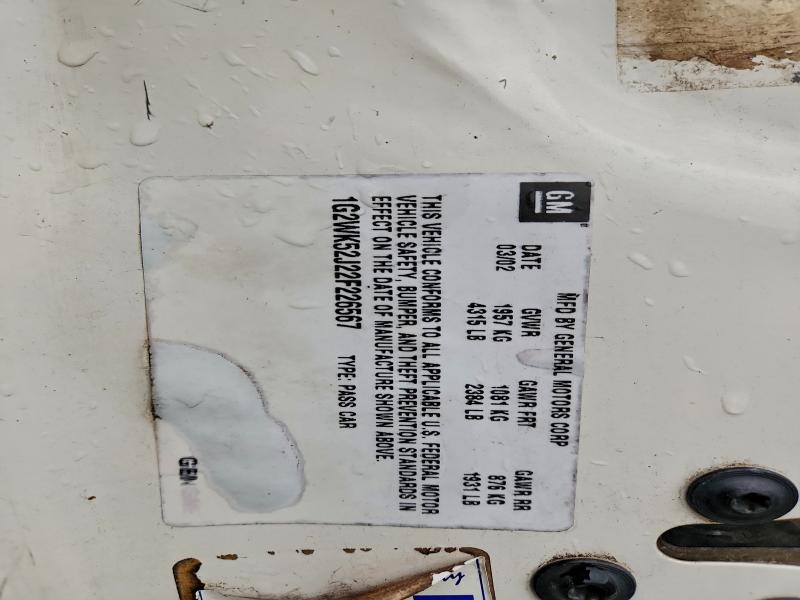 GM
MFD BY GENERAL MOTORS CORP
DATE GVWR GAWR FRT GAWR RR
03/02 1957 KG 1081 KG 876 KG
4315 LB 2384 LB 1931 LB
THIS VEHICLE CONFORMS TO ALL APPLICABLE U.S. FEDERAL MOTOR
VEHICLE SAFETY, BUMPER, AND THEFT PREVENTION STANDARDS IN
EFFECT ON THE DATE OF MANUFACTURE SHOWN ABOVE.
1G2WK52J22F226567 TYPE: PASS CAR